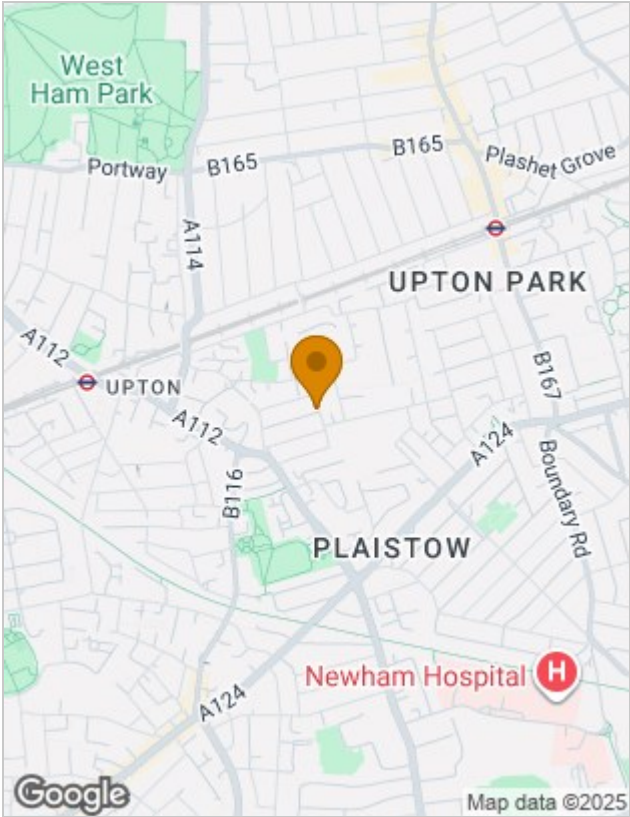 West
Ham Park
Portway
B165
B165
Plashet Grove
A114
UPTON PARK
A112
UPTON
B167
A112
A124
B116
Boundary Rd
PLAISTOW
Newham Hospital
H
A124
Google
Map data ©2025